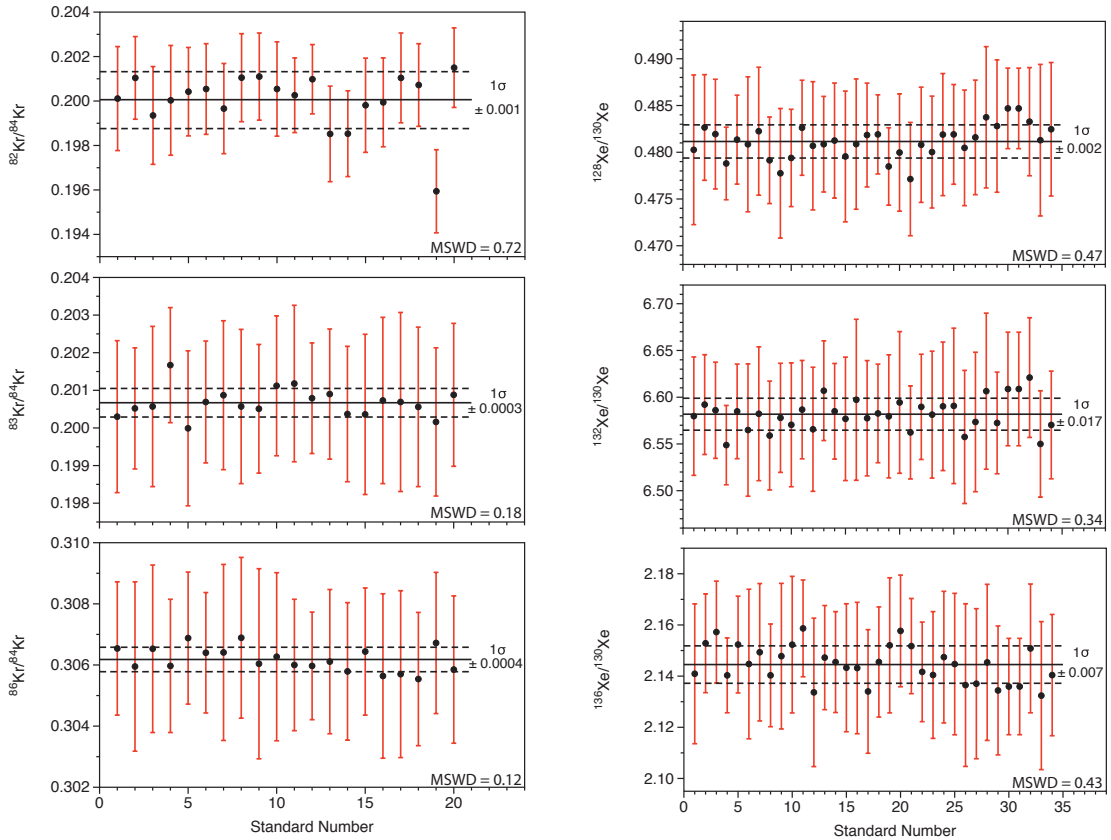 0.204
0.202
0.200
0.198
0.196
0.194
⁸²Kr/⁸⁴Kr
1σ
± 0.001
MSWD = 0.72
0.204
0.203
0.202
0.201
0.200
0.199
0.198
⁸³Kr/⁸⁴Kr
1σ
± 0.0003
MSWD = 0.18
0.310
0.308
0.306
0.304
0.302
⁸⁶Kr/⁸⁴Kr
1σ
± 0.0004
MSWD = 0.12
0 5 10 15 20
Standard Number
0.490
0.485
0.480
0.475
0.470
¹²⁸Xe/¹³⁰Xe
1σ
± 0.002
MSWD = 0.47
6.70
6.65
6.60
6.55
6.50
¹³²Xe/¹³⁰Xe
1σ
± 0.017
MSWD = 0.34
2.18
2.16
2.14
2.12
2.10
¹³⁶Xe/¹³⁰Xe
1σ
± 0.007
MSWD = 0.43
0 5 10 15 20 25 30 35
Standard Number